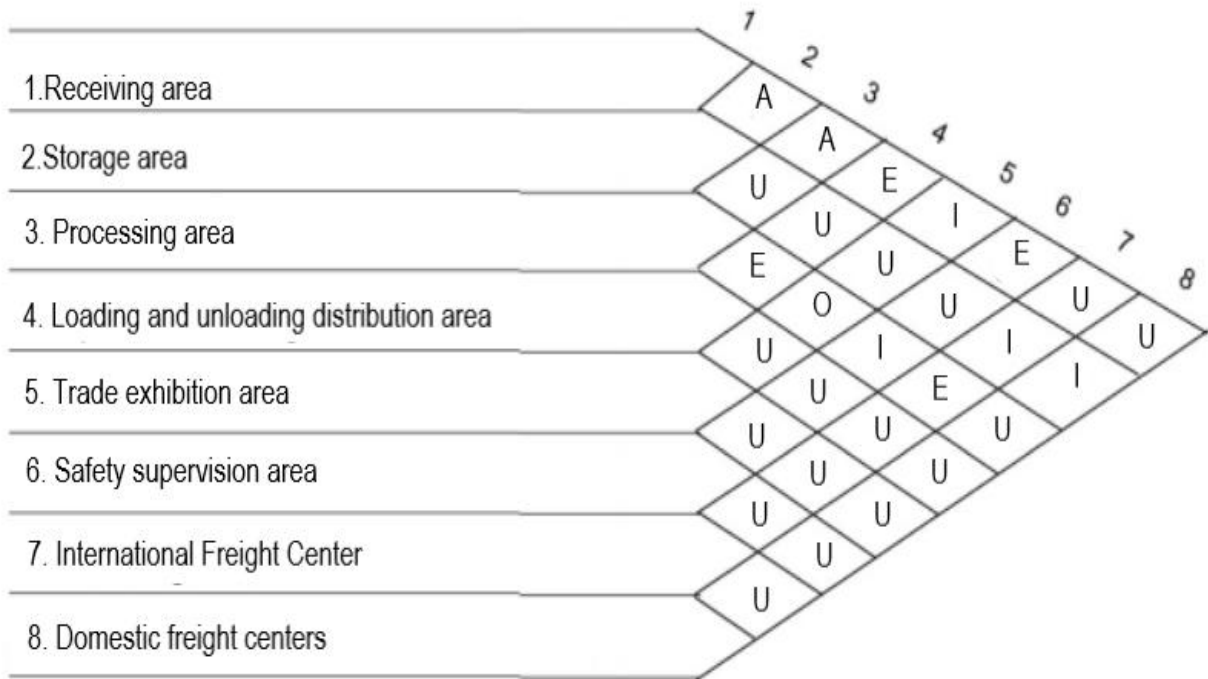 1 2 3 4 5 6 7 8
1.Receiving area
A A E I E U U
2.Storage area
U U U U I I
3. Processing area
E O I E U
4. Loading and unloading distribution area
U U U U
5. Trade exhibition area
U U U
6. Safety supervision area
U U
7. International Freight Center
U
8. Domestic freight centers